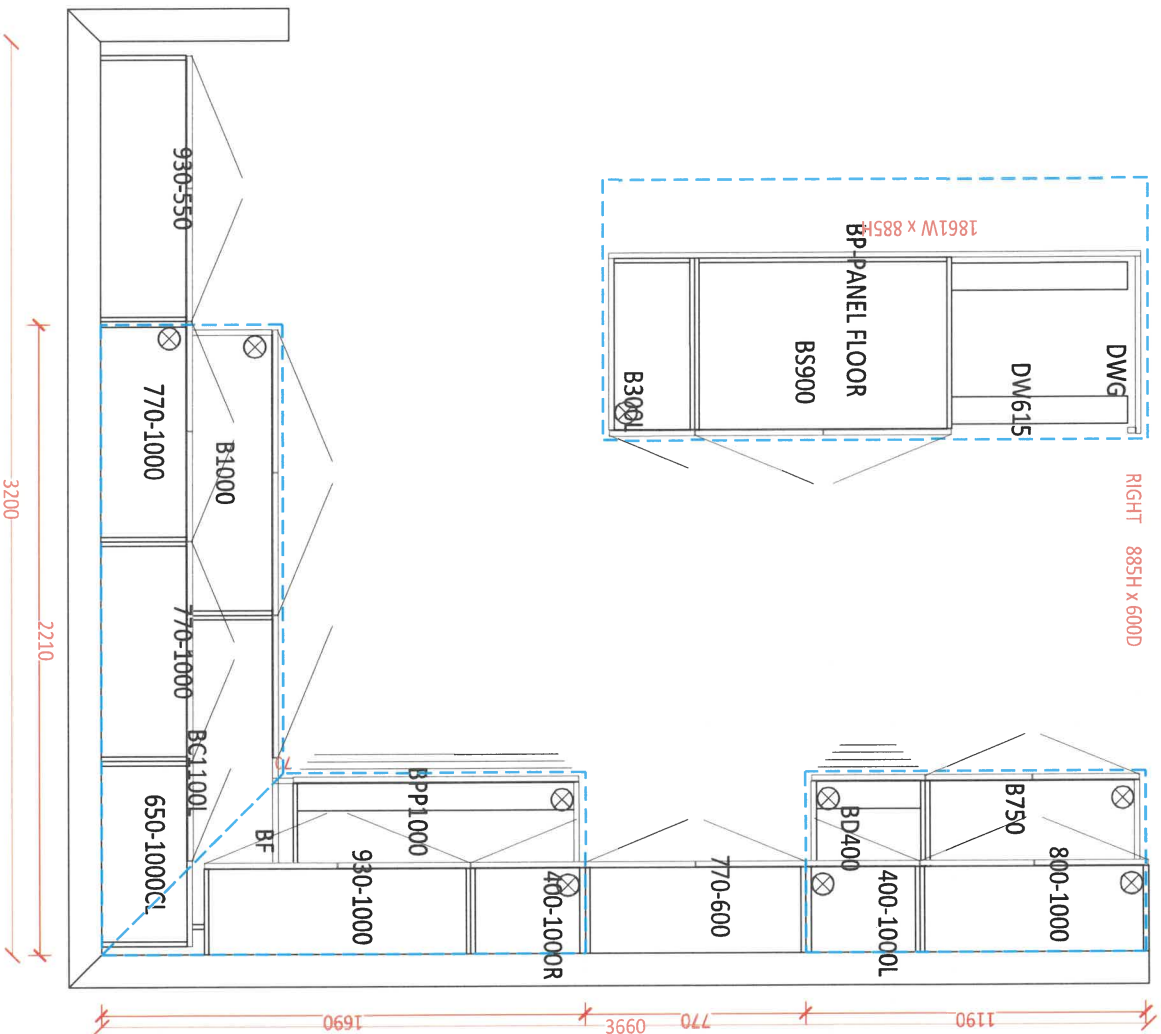 930-550
770-1000
B1000
770-1000
BC1100L
650-1000CL
BF
70
BPP1000
930-1000
400-1000R
770-600
BD400
400-1000L
B750
800-1000
1861W x 885H
BP-PANEL FLOOR
B300L
BS900
DW615
DWG
RIGHT 885H x 600D
3200
2210
1690
3660
770
1190